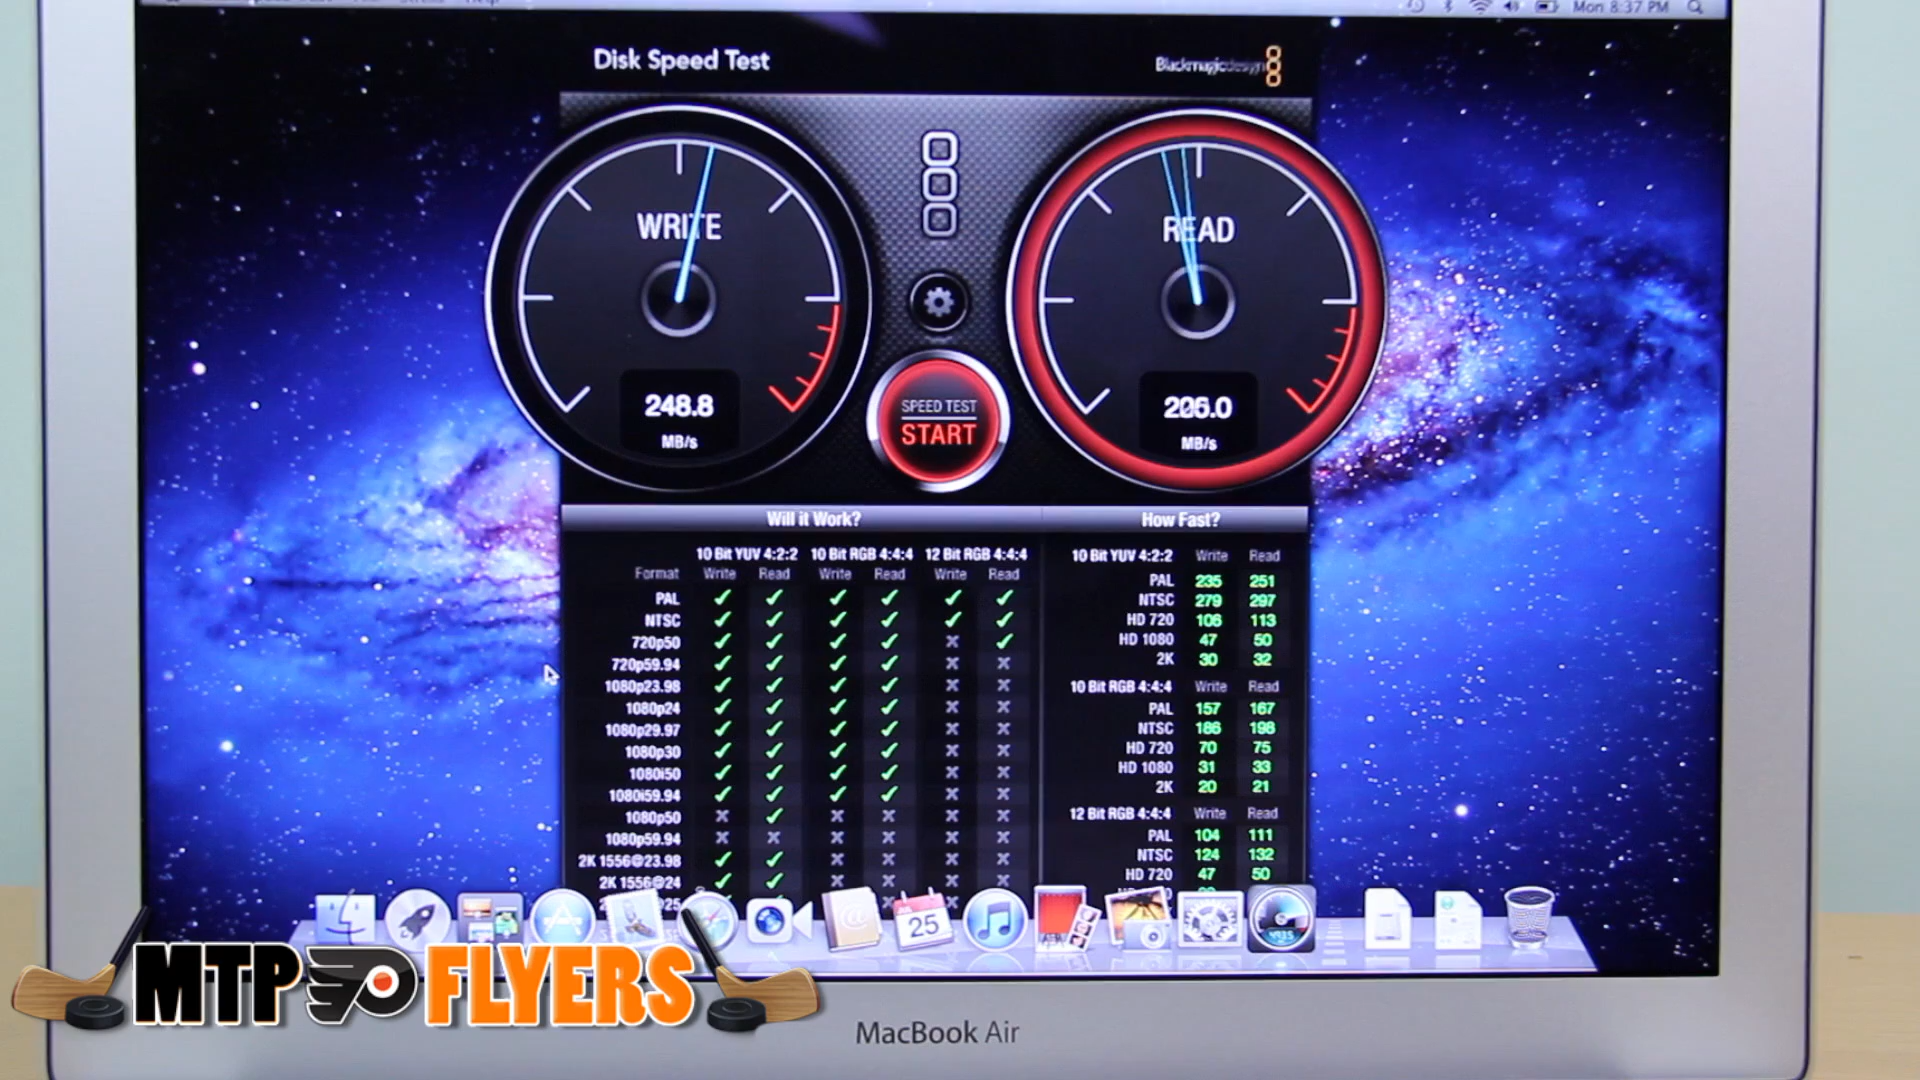 Mon 8:37 PM
Disk Speed Test
Blackmagicdesign
WRITE
READ
248.8
MB/s
SPEED TEST
START
MB/s
Will it Work?
How Fast?
10 Bit YUV 4:2:2 10 Bit RGB 4:4:4 12 Bit RGB 4:4:4
Format Write Read Write Read Write Read
PAL ✓ ✓ ✓ ✓ ✓ ✓
NTSC ✓ ✓ ✓ ✓ ✓ ✓
720p50 ✓ ✓ ✓ ✓ × ✓
720p59.94 ✓ ✓ ✓ ✓ × ×
1080p23.98 ✓ ✓ ✓ ✓ × ×
1080p24 ✓ ✓ ✓ ✓ × ×
1080p29.97 ✓ ✓ ✓ ✓ × ×
1080p30 ✓ ✓ ✓ ✓ × ×
1080i50 ✓ ✓ ✓ ✓ × ×
1080i59.94 ✓ ✓ ✓ ✓ × ×
1080p50 × ✓ × × × ×
1080p59.94 × × × × × ×
2K 1556@23.98 ✓ ✓ × × × ×
2K 1556@24 ✓ ✓ × × × ×
10 Bit YUV 4:2:2 Write Read
PAL 235 251
NTSC 279 297
HD 720 106 113
HD 1080 47 50
2K 30 32
10 Bit RGB 4:4:4 Write Read
PAL 157 167
NTSC 186 198
HD 720 70 75
HD 1080 31 33
2K 20 21
12 Bit RGB 4:4:4 Write Read
PAL 104 111
NTSC 124 132
HD 720 47 50
25
MTP FLYERS
MacBook Air